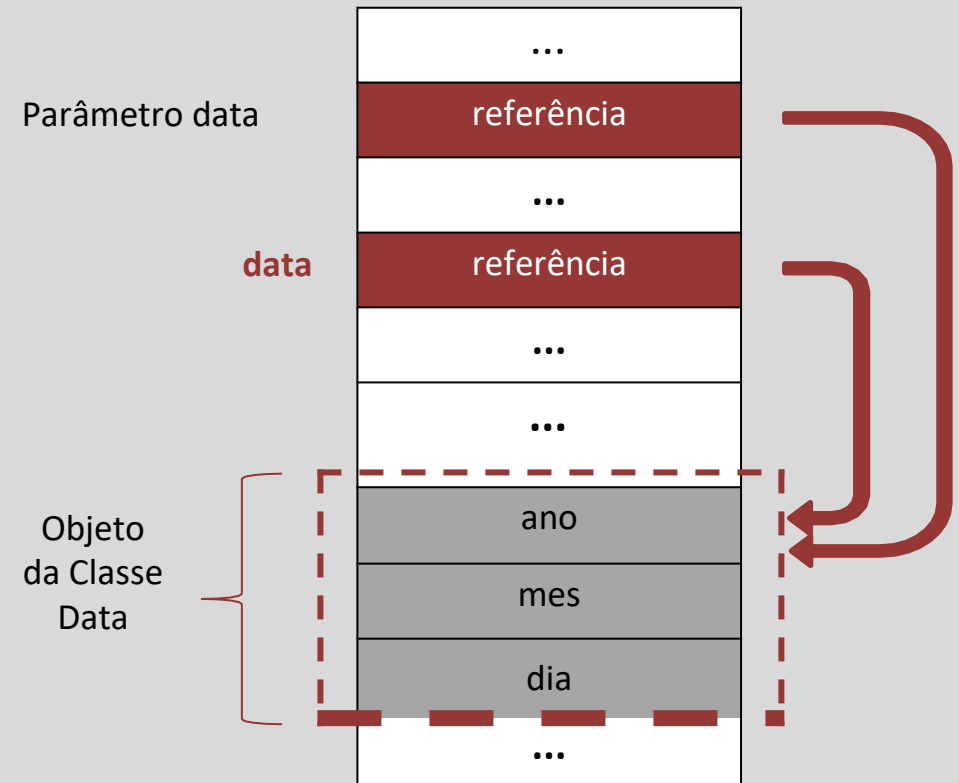 ...
Parâmetro data
referência
...
data
referência
...
...
ano
Objeto
da Classe
Data
mes
dia
...